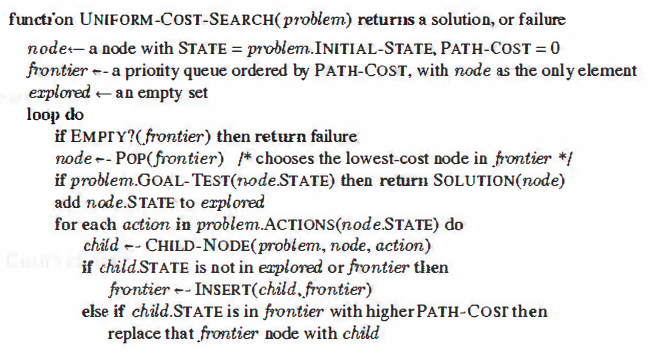 function UNIFORM-COST-SEARCH(problem) returns a solution, or failure
node ← a node with STATE = problem.INITIAL-STATE, PATH-COST = 0
frontier ← a priority queue ordered by PATH-COST, with node as the only element
explored ← an empty set
loop do
if EMPTY?(frontier) then return failure
node ← POP(frontier) /* chooses the lowest-cost node in frontier */
if problem.GOAL-TEST(node.STATE) then return SOLUTION(node)
add node.STATE to explored
for each action in problem.ACTIONS(node.STATE) do
child ← CHILD-NODE(problem, node, action)
if child.STATE is not in explored or frontier then
frontier ← INSERT(child, frontier)
else if child.STATE is in frontier with higher PATH-COST then
replace that frontier node with child